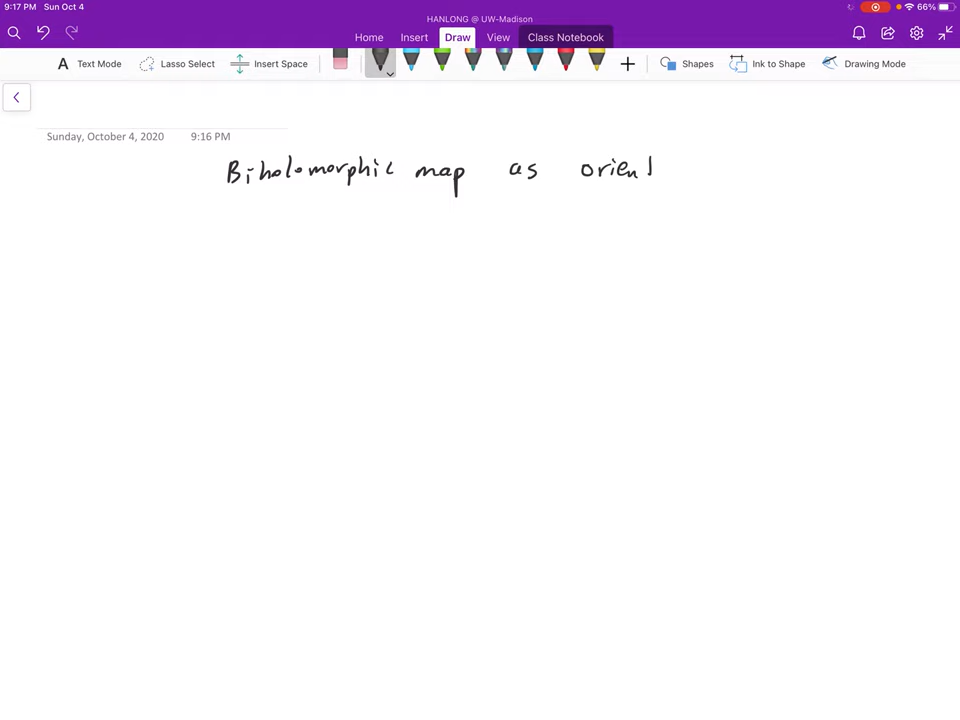 9:17 PM Sun Oct 4
66%
HANLONG @ UW-Madison
Home Insert Draw View Class Notebook
A Text Mode Lasso Select Insert Space Shapes Ink to Shape Drawing Mode
Sunday, October 4, 2020 9:16 PM
Biholomorphic map as orient